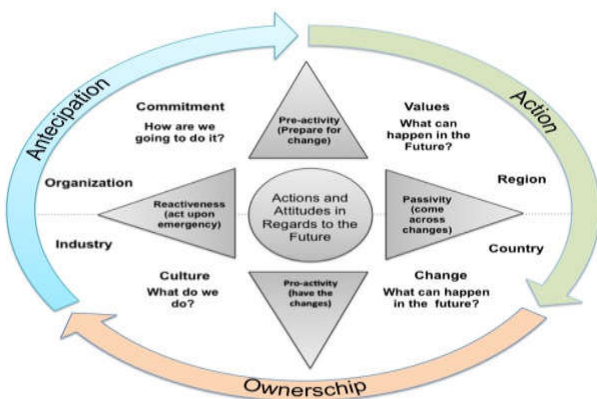 Antecipation
Action
Commitment
How are we
going to do it?
Pre-activity
(Prepare for
change)
Values
What can
happen in the
Future?
Organization
Region
Reactiveness
(act upon
emergency)
Actions and
Attitudes in
Regards to the
Future
Passivity
(come
across
changes)
Industry
Country
Culture
What do we
do?
Pro-activity
(have the
changes)
Change
What can happen
in the future?
Ownerschip